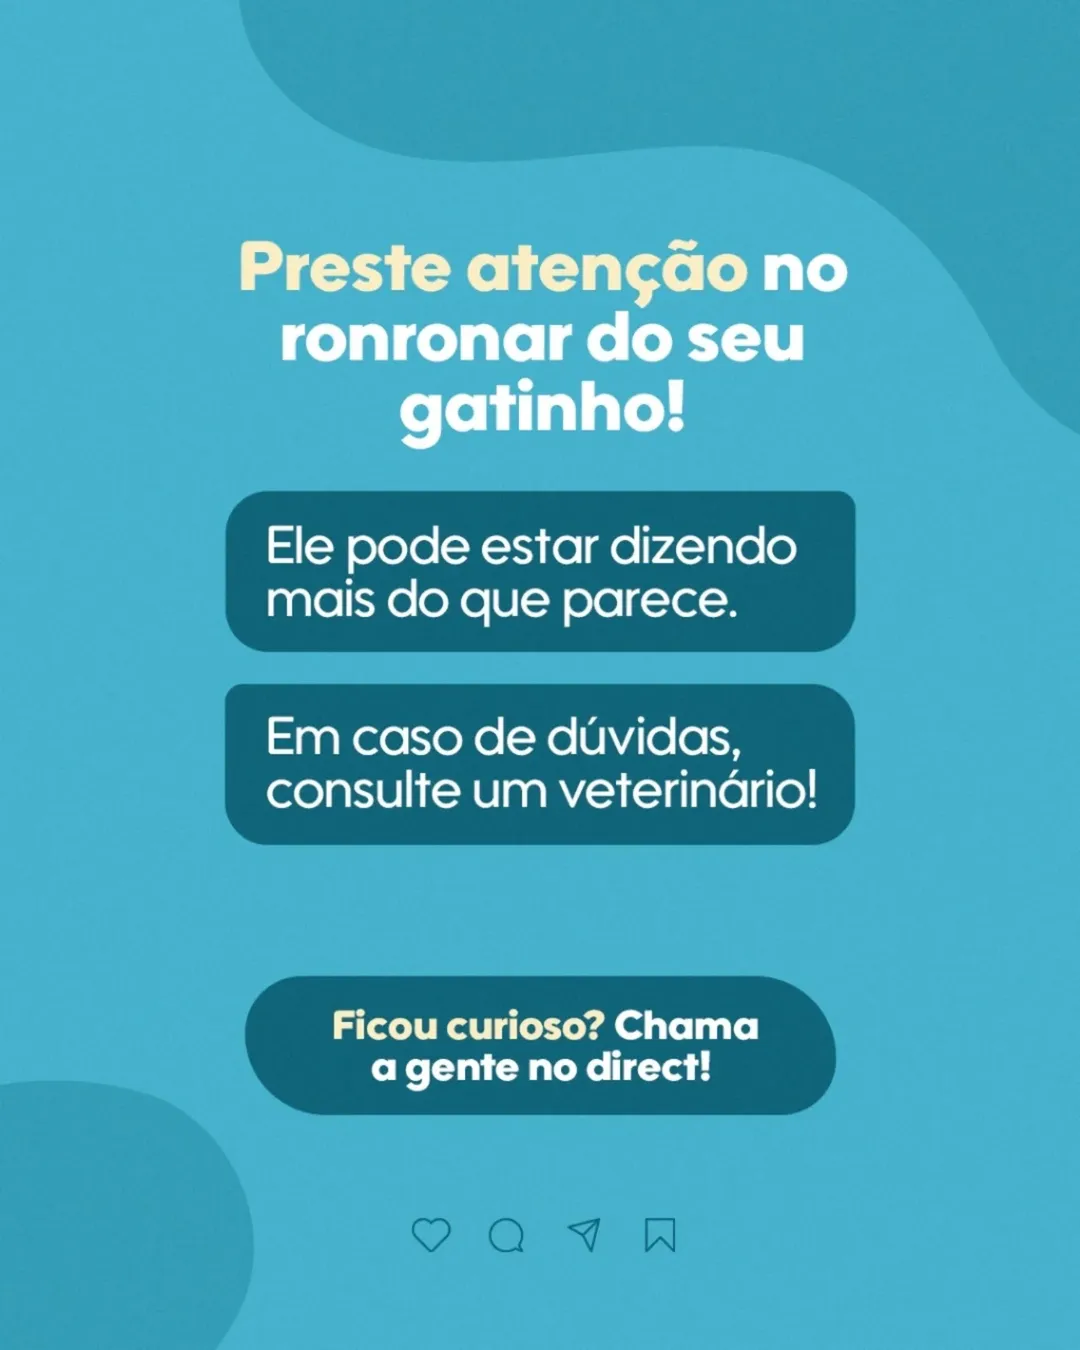 Preste atenção no
ronronar do seu
gatinho!
Ele pode estar dizendo
mais do que parece.
Em caso de dúvidas,
consulte um veterinário!
Ficou curioso? Chama
a gente no direct!